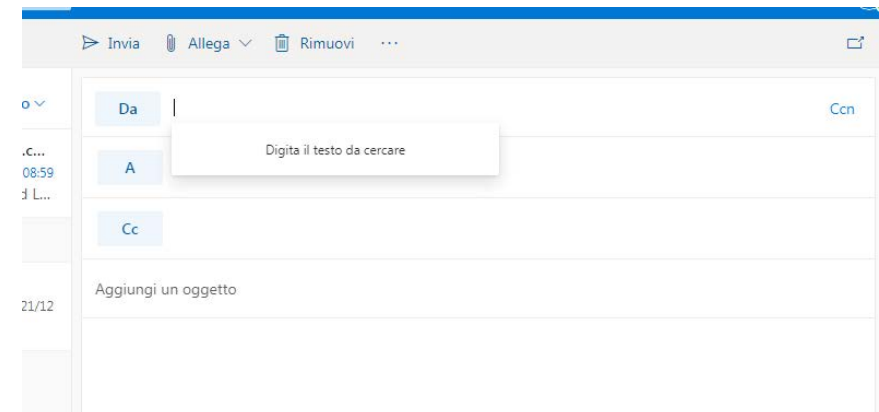 Invia Allega Rimuovi ...
o
Da Ccn
Digita il testo da cercare
.c...
08:59
A
d L...
Cc
Aggiungi un oggetto
21/12